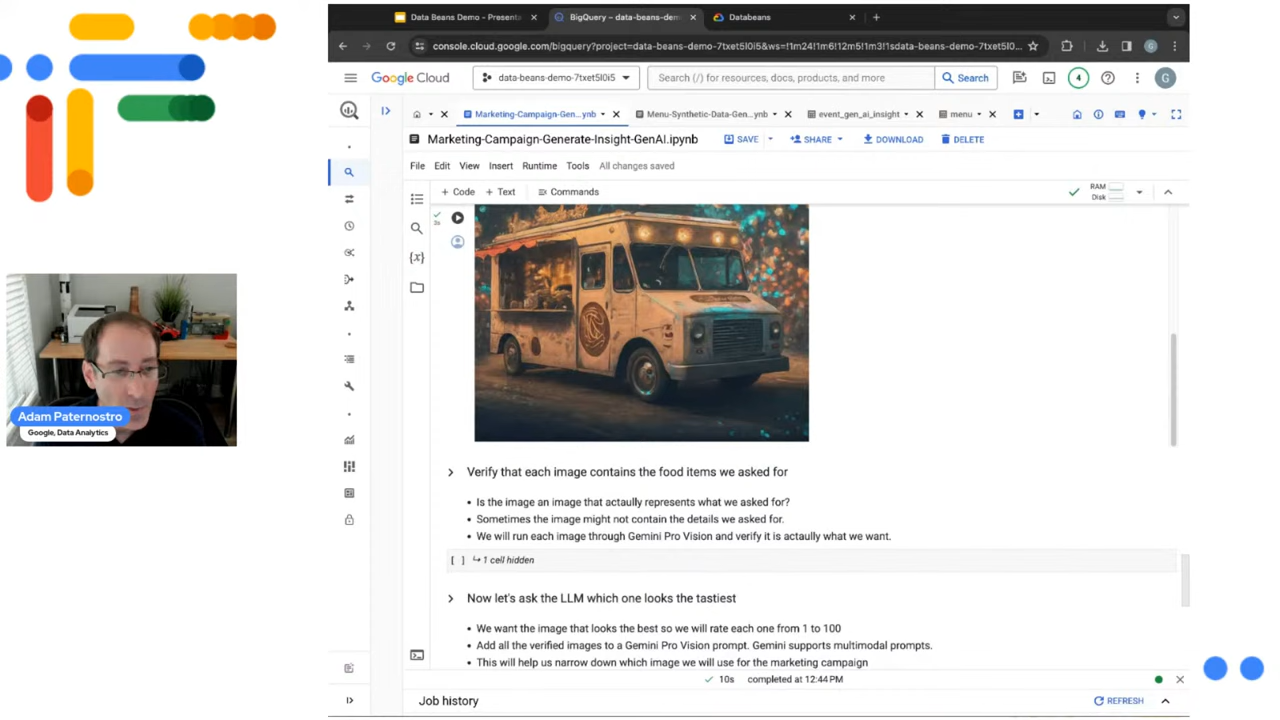 Data Beans Demo - Presenta
BigQuery – data-beans-dem
Databeans
console.cloud.google.com/bigquery?project=data-beans-demo-7txet5l0i5&ws=!1m24!1m6!12m5!1m3!1sdata-beans-demo-7txet5l0i5...
G
Google Cloud
data-beans-demo-7txet5l0i5
Search (/) for resources, docs, products, and more
Search
4
G
Marketing-Campaign-Gen...ynb
Menu-Synthetic-Data-Gen...ynb
event_gen_ai_insight
menu
Marketing-Campaign-Generate-Insight-GenAI.ipynb
SAVE
SHARE
DOWNLOAD
DELETE
File Edit View Insert Runtime Tools All changes saved
+ Code + Text Commands
RAM
Disk
3s
{x}
Verify that each image contains the food items we asked for
• Is the image an image that actaully represents what we asked for?
• Sometimes the image might not contain the details we asked for.
• We will run each image through Gemini Pro Vision and verify it is actaully what we want.
[ ] 1 cell hidden
Now let's ask the LLM which one looks the tastiest
• We want the image that looks the best so we will rate each one from 1 to 100
• Add all the verified images to a Gemini Pro Vision prompt. Gemini supports multimodal prompts.
• This will help us narrow down which image we will use for the marketing campaign
10s completed at 12:44 PM
Job history
REFRESH
Adam Paternostro
Google, Data Analytics